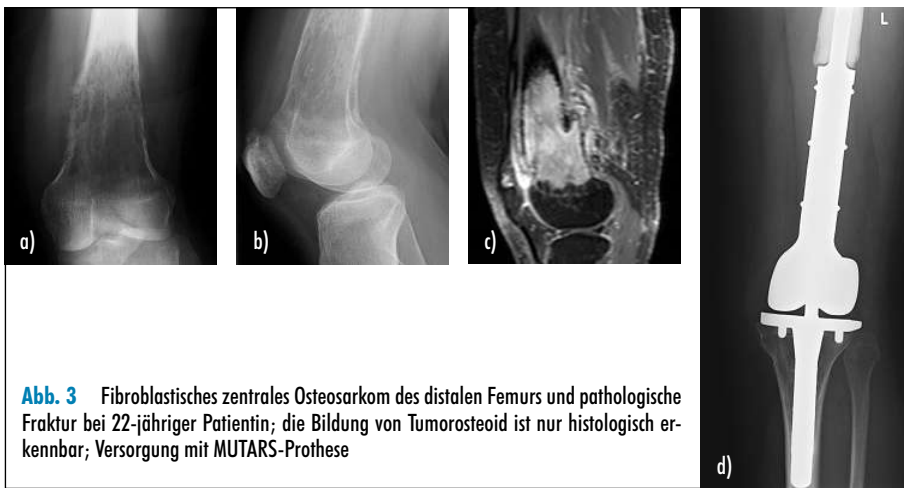 L
a)
b)
c)
Abb. 3 Fibroblastisches zentrales Osteosarkom des distalen Femurs und pathologische
Fraktur bei 22-jähriger Patientin; die Bildung von Tumorosteoid ist nur histologisch er-
kennbar; Versorgung mit MUTARS-Prothese
d)